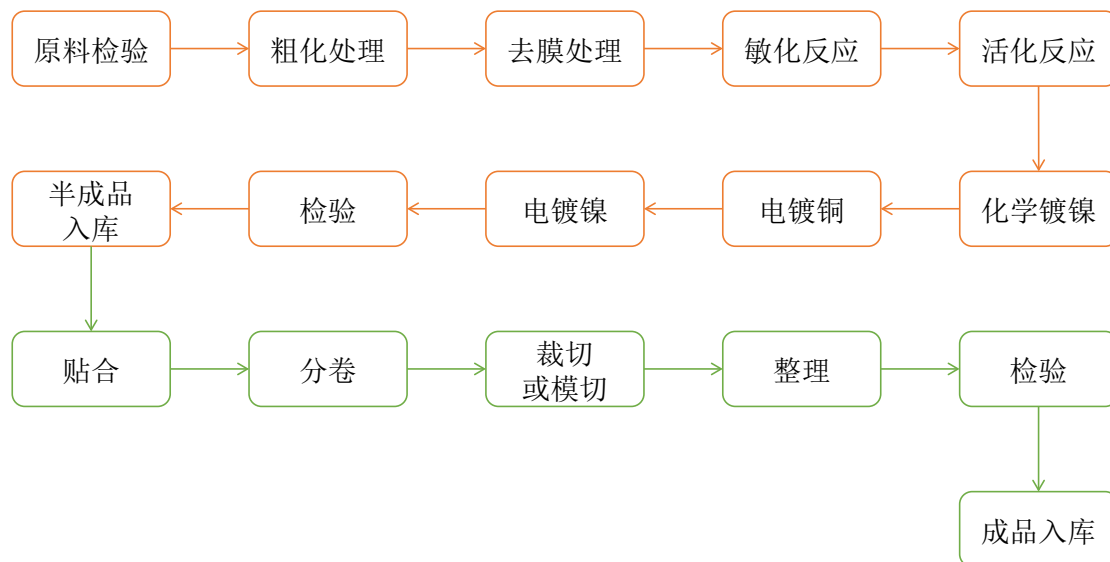 原料检验
粗化处理
去膜处理
敏化反应
活化反应
半成品
入库
检验
电镀镍
电镀铜
化学镀镍
贴合
分卷
裁切
或模切
整理
检验
成品入库